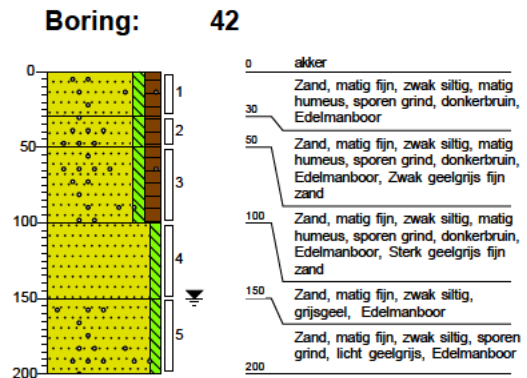 Boring: 42
0
50
100
150
200
1
2
3
4
5
0 akker
Zand, matig fijn, zwak siltig, matig
humeus, sporen grind, donkerbruin,
Edelmanboor
30
Zand, matig fijn, zwak siltig, matig
humeus, sporen grind, donkerbruin,
Edelmanboor, Zwak geelgrijs fijn
zand
50
Zand, matig fijn, zwak siltig, matig
humeus, sporen grind, donkerbruin,
Edelmanboor, Sterk geelgrijs fijn
zand
100
Zand, matig fijn, zwak siltig,
grijsgeel, Edelmanboor
150
Zand, matig fijn, zwak siltig, sporen
grind, licht geelgrijs, Edelmanboor
200